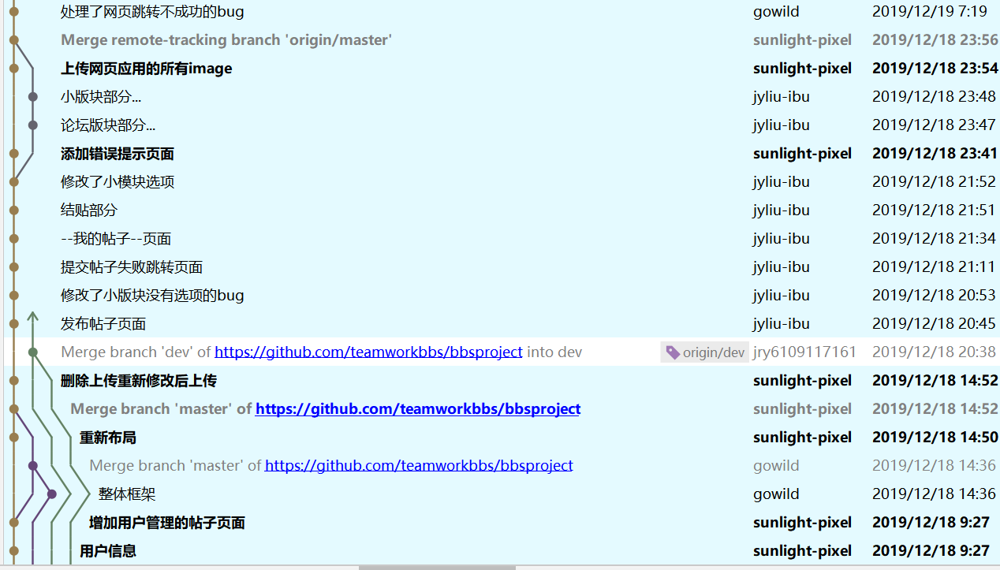 处理了网页跳转不成功的bug gowild 2019/12/19 7:19
Merge remote-tracking branch 'origin/master' sunlight-pixel 2019/12/18 23:56
上传网页应用的所有image sunlight-pixel 2019/12/18 23:54
小版块部分... jyliu-ibu 2019/12/18 23:48
论坛版块部分... jyliu-ibu 2019/12/18 23:47
添加错误提示页面 sunlight-pixel 2019/12/18 23:41
修改了小模块选项 jyliu-ibu 2019/12/18 21:52
结贴部分 jyliu-ibu 2019/12/18 21:51
--我的帖子--页面 jyliu-ibu 2019/12/18 21:34
提交帖子失败跳转页面 jyliu-ibu 2019/12/18 21:11
修改了小版块没有选项的bug jyliu-ibu 2019/12/18 20:53
发布帖子页面 jyliu-ibu 2019/12/18 20:45
Merge branch 'dev' of https://github.com/teamworkbbs/bbsproject into dev origin/dev jry6109117161 2019/12/18 20:38
删除上传重新修改后上传 sunlight-pixel 2019/12/18 14:52
Merge branch 'master' of https://github.com/teamworkbbs/bbsproject sunlight-pixel 2019/12/18 14:52
重新布局 sunlight-pixel 2019/12/18 14:50
Merge branch 'master' of https://github.com/teamworkbbs/bbsproject gowild 2019/12/18 14:36
整体框架 gowild 2019/12/18 14:36
增加用户管理的帖子页面 sunlight-pixel 2019/12/18 9:27
用户信息 sunlight-pixel 2019/12/18 9:27